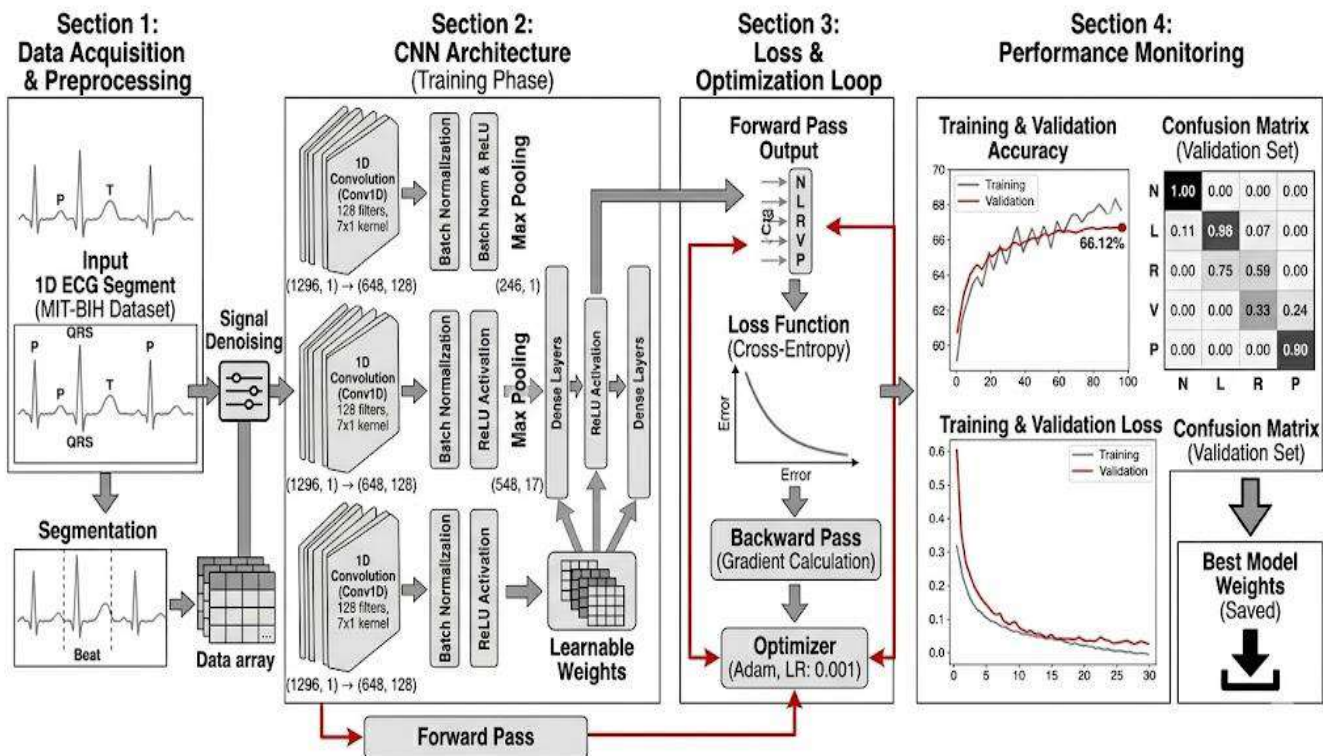 Section 1:
Data Acquisition
& Preprocessing
P
T
Input
1D ECG Segment
(MIT-BIH Dataset)
QRS
P
P
P
T
QRS
Segmentation
Beat
Data array
...
Signal
Denoising
Section 2:
CNN Architecture
(Training Phase)
1D
Convolution
(Conv1D)
128 filters,
7x1 kernel
Batch Normalization
Batch Norm & ReLU
Max Pooling
(1296, 1) → (648, 128)
(246, 1)
1D
Convolution
(Conv1D)
128 filters,
7x1 kernel
Batch Normalization
ReLU Activation
Max Pooling
Dense Layers
ReLU Activation
Dense Layers
(1296, 1) → (648, 128)
(548, 17)
1D
Convolution
(Conv1D)
128 filters,
7x1 kernel
Batch Normalization
ReLU Activation
Learnable
Weights
(1296, 1) → (648, 128)
Forward Pass
Section 3:
Loss &
Optimization Loop
Forward Pass
Output
N
L
R
V
P
Loss Function
(Cross-Entropy)
Error
Error
Backward Pass
(Gradient Calculation)
Optimizer
(Adam, LR: 0.001)
Section 4:
Performance Monitoring
Training & Validation
Accuracy
70
68
66
64
62
60
Training
Validation
66.12%
0 20 40 60 80 100
Confusion Matrix
(Validation Set)
N 1.00 0.00 0.00 0.00
L 0.11 0.98 0.07 0.00
R 0.00 0.75 0.59 0.00
V 0.00 0.00 0.33 0.24
P 0.00 0.00 0.00 0.90
N L R P
Training & Validation Loss
0.6
0.5
0.4
0.3
0.2
0.1
0.0
Training
Validation
0 5 10 15 20 25 30
Confusion Matrix
(Validation Set)
Best Model
Weights
(Saved)